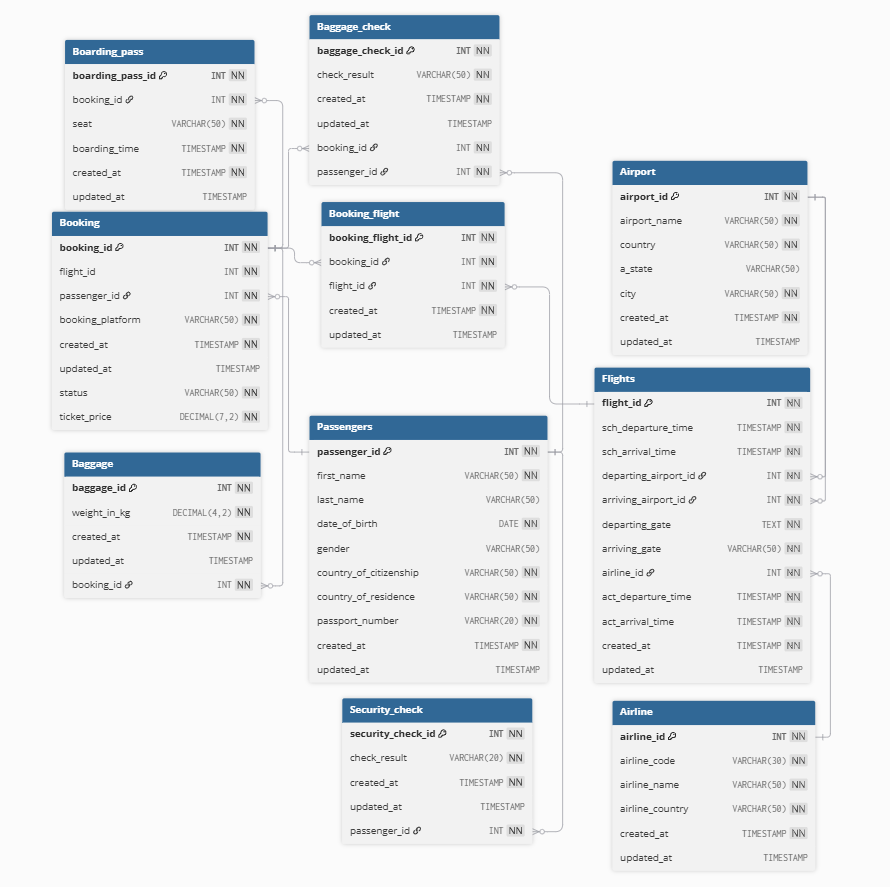 Boarding_pass
boarding_pass_id INT NN
booking_id INT NN
seat VARCHAR(50) NN
boarding_time TIMESTAMP NN
created_at TIMESTAMP NN
updated_at TIMESTAMP
Booking
booking_id INT NN
flight_id INT NN
passenger_id INT NN
booking_platform VARCHAR(50) NN
created_at TIMESTAMP NN
updated_at TIMESTAMP
status VARCHAR(50) NN
ticket_price DECIMAL(7,2) NN
Baggage
baggage_id INT NN
weight_in_kg DECIMAL(4,2) NN
created_at TIMESTAMP NN
updated_at TIMESTAMP
booking_id INT NN
Baggage_check
baggage_check_id INT NN
check_result VARCHAR(50) NN
created_at TIMESTAMP NN
updated_at TIMESTAMP
booking_id INT NN
passenger_id INT NN
Booking_flight
booking_flight_id INT NN
booking_id INT NN
flight_id INT NN
created_at TIMESTAMP NN
updated_at TIMESTAMP
Passengers
passenger_id INT NN
first_name VARCHAR(50) NN
last_name VARCHAR(50)
date_of_birth DATE NN
gender VARCHAR(50)
country_of_citizenship VARCHAR(50) NN
country_of_residence VARCHAR(50) NN
passport_number VARCHAR(20) NN
created_at TIMESTAMP NN
updated_at TIMESTAMP
Security_check
security_check_id INT NN
check_result VARCHAR(20) NN
created_at TIMESTAMP NN
updated_at TIMESTAMP
passenger_id INT NN
Airport
airport_id INT NN
airport_name VARCHAR(50) NN
country VARCHAR(50) NN
a_state VARCHAR(50)
city VARCHAR(50) NN
created_at TIMESTAMP NN
updated_at TIMESTAMP
Flights
flight_id INT NN
sch_departure_time TIMESTAMP NN
sch_arrival_time TIMESTAMP NN
departing_airport_id INT NN
arriving_airport_id INT NN
departing_gate TEXT NN
arriving_gate VARCHAR(50) NN
airline_id INT NN
act_departure_time TIMESTAMP NN
act_arrival_time TIMESTAMP NN
created_at TIMESTAMP NN
updated_at TIMESTAMP
Airline
airline_id INT NN
airline_code VARCHAR(30) NN
airline_name VARCHAR(50) NN
airline_country VARCHAR(50) NN
created_at TIMESTAMP NN
updated_at TIMESTAMP